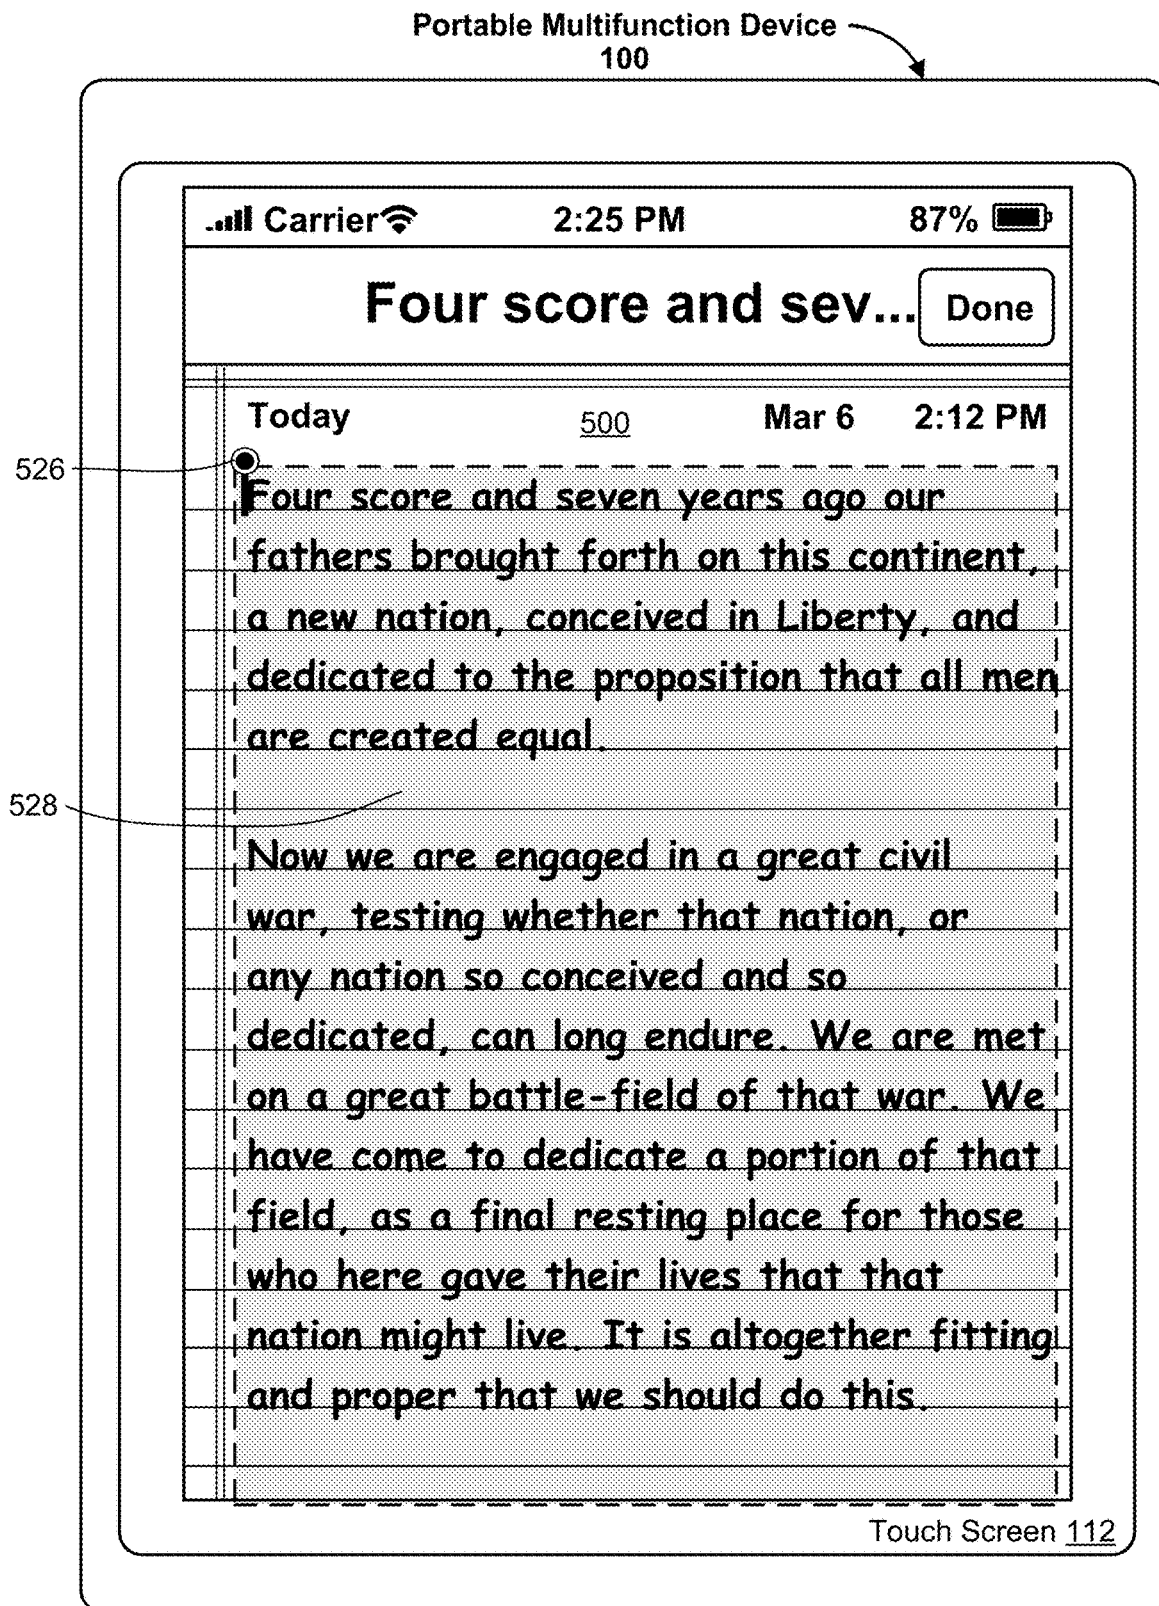 Portable Multifunction Device
100
Carrier 2:25 PM 87%
Four score and sev... Done
Today 500 Mar 6 2:12 PM
526
Four score and seven years ago our
fathers brought forth on this continent,
a new nation, conceived in Liberty, and
dedicated to the proposition that all men
are created equal.
528
Now we are engaged in a great civil
war, testing whether that nation, or
any nation so conceived and so
dedicated, can long endure. We are met
on a great battle-field of that war. We
have come to dedicate a portion of that
field, as a final resting place for those
who here gave their lives that that
nation might live. It is altogether fitting
and proper that we should do this.
Touch Screen 112